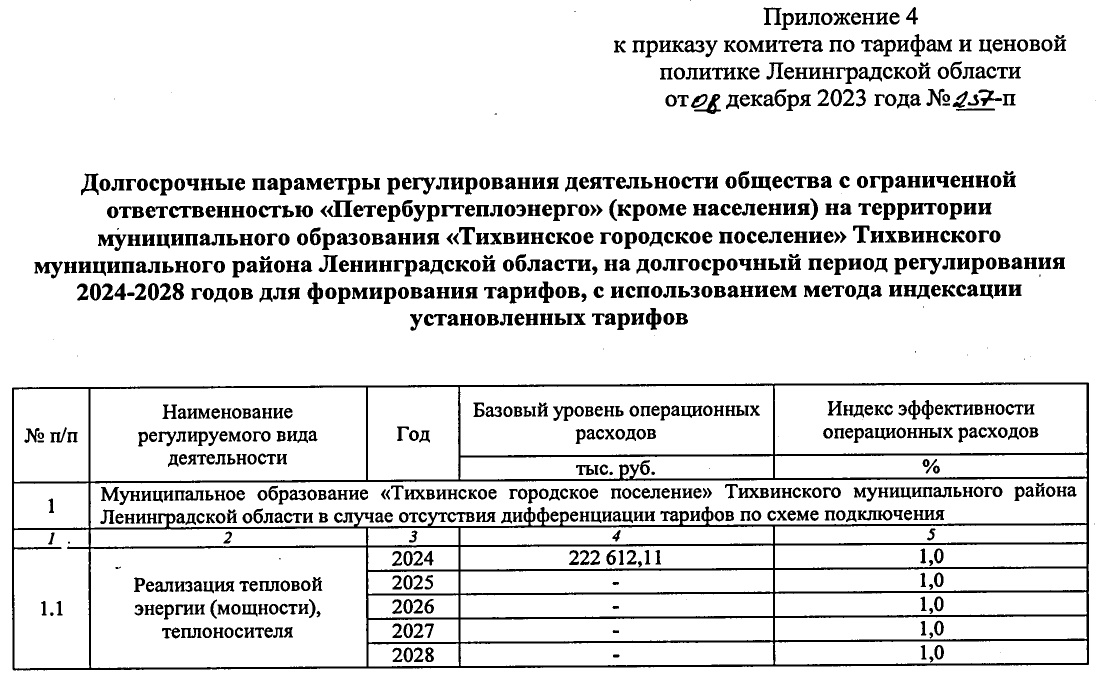 Приложение 4
к приказу комитета по тарифам и ценовой
политике Ленинградской области
от 08 декабря 2023 года № 237-п
Долгосрочные параметры регулирования деятельности общества с ограниченной
ответственностью «Петербургтеплоэнерго» (кроме населения) на территории
муниципального образования «Тихвинское городское поселение» Тихвинского
муниципального района Ленинградской области, на долгосрочный период регулирования
2024-2028 годов для формирования тарифов, с использованием метода индексации
установленных тарифов
№ п/п
Наименование
регулируемого вида
деятельности
Год
Базовый уровень операционных
расходов
Индекс эффективности
операционных расходов
тыс. руб.
%
1
Муниципальное образование «Тихвинское городское поселение» Тихвинского муниципального района
Ленинградской области в случае отсутствия дифференциации тарифов по схеме подключения
1 2 3 4 5
1.1
Реализация тепловой
энергии (мощности),
теплоносителя
2024 222 612,11 1,0
2025 - 1,0
2026 - 1,0
2027 - 1,0
2028 - 1,0